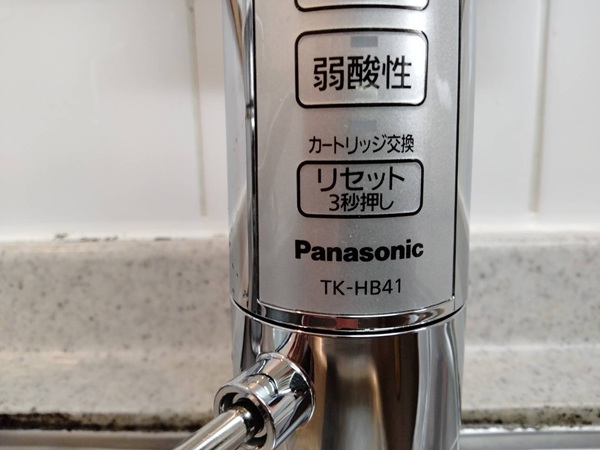 弱酸性
カートリッジ交換
リセット
3秒押し
Panasonic
TK-HB41